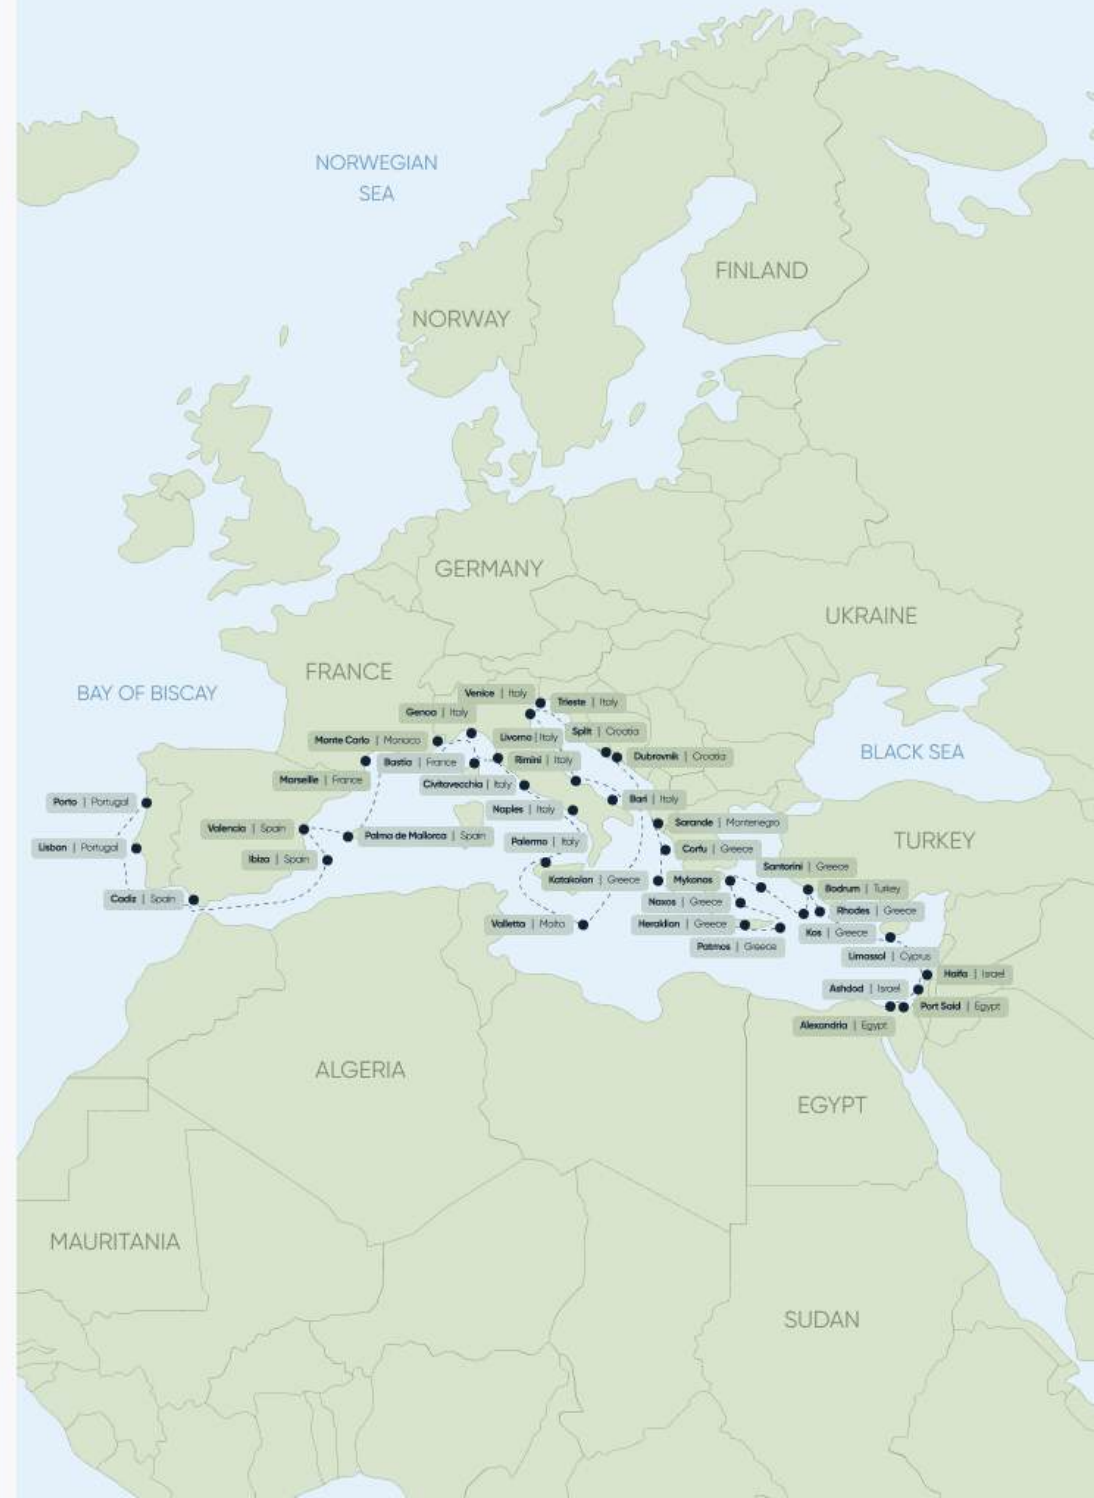 NORWEGIAN
SEA
FINLAND
NORWAY
GERMANY
UKRAINE
FRANCE
BAY OF BISCAY
Venice | Italy
Trieste | Italy
Genoa | Italy
Split | Croatia
Livorno | Italy
Monte Carlo | Monaco
BLACK SEA
Dubrovnik | Croatia
Rimini | Italy
Bastia | France
Marseille | France
Civitavecchia | Italy
Bari | Italy
Porto | Portugal
Naples | Italy
Sarande | Montenegro
Valencia | Spain
Palma de Mallorca | Spain
Palermo | Italy
TURKEY
Lisbon | Portugal
Corfu | Greece
Ibiza | Spain
Santorini | Greece
Katakolon | Greece
Mykonos
Bodrum | Turkey
Cadiz | Spain
Naxos | Greece
Rhodes | Greece
Valletta | Malta
Heraklion | Greece
Kos | Greece
Patmos | Greece
Limassol | Cyprus
Haifa | Israel
Ashdod | Israel
Port Said | Egypt
Alexandria | Egypt
ALGERIA
EGYPT
MAURITANIA
SUDAN